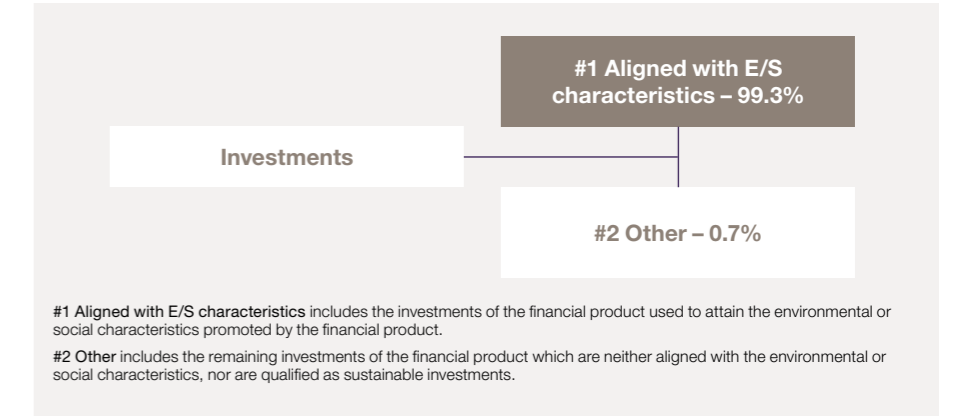 #1 Aligned with E/S
characteristics – 99.3%
Investments
#2 Other – 0.7%
#1 Aligned with E/S characteristics includes the investments of the financial product used to attain the environmental or
social characteristics promoted by the financial product.
#2 Other includes the remaining investments of the financial product which are neither aligned with the environmental or
social characteristics, nor are qualified as sustainable investments.